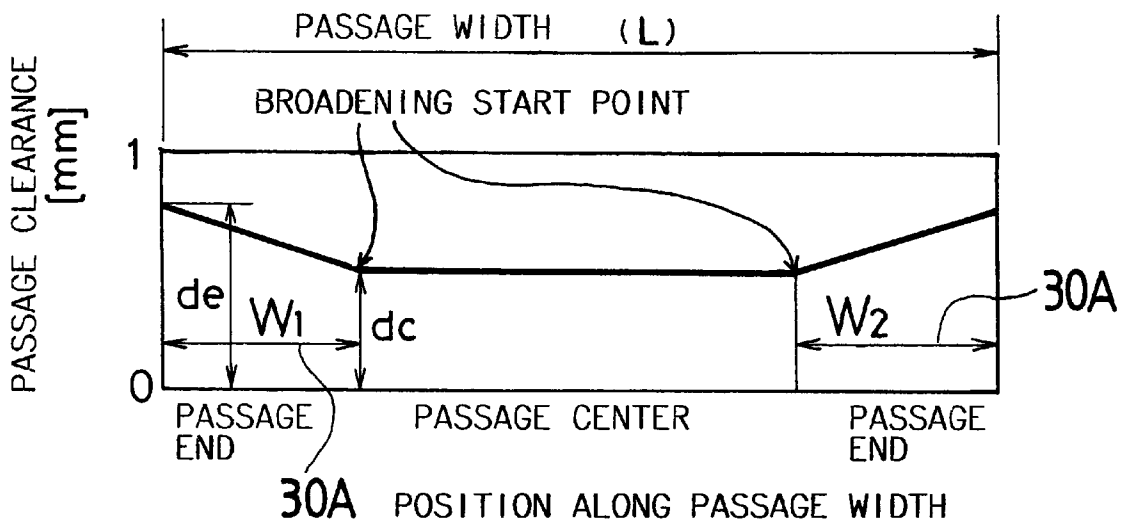 PASSAGE WIDTH (L)
BROADENING START POINT
PASSAGE CLEARANCE
[mm]
1
de
W1
dc
W2
30A
0
PASSAGE END
PASSAGE CENTER
PASSAGE END
30A
POSITION ALONG PASSAGE WIDTH